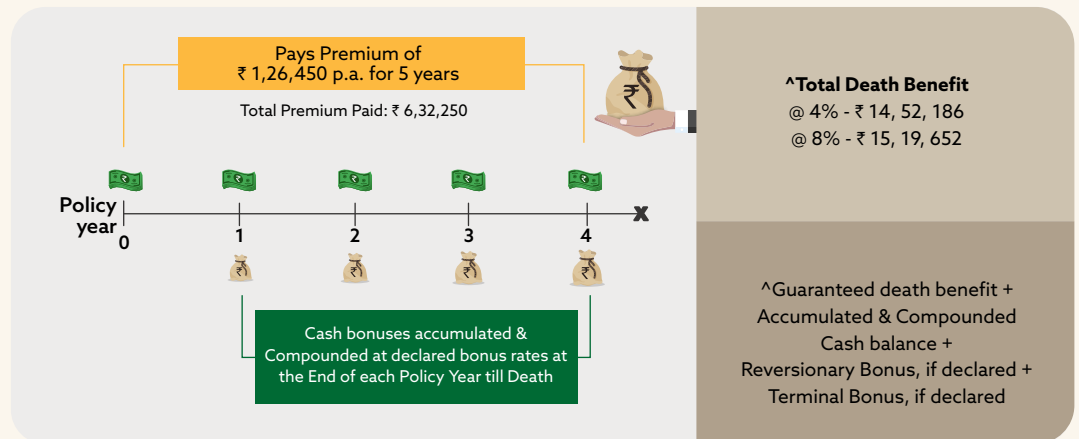 Pays Premium of
₹ 1,26,450 p.a. for 5 years
Total Premium Paid: ₹ 6,32,250
Policy
year
0
1
2
3
4
Cash bonuses accumulated &
Compounded at declared bonus rates at
the End of each Policy Year till Death
^Total Death Benefit
@ 4% - ₹ 14, 52, 186
@ 8% - ₹ 15, 19, 652
^Guaranteed death benefit +
Accumulated & Compounded
Cash balance +
Reversionary Bonus, if declared +
Terminal Bonus, if declared